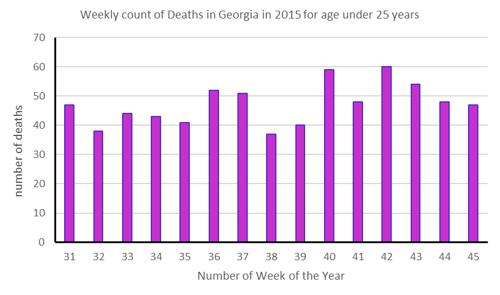 Weekly count of Deaths in Georgia in 2015 for age under 25 years
70
60
50
40
30
20
10
0
number of deaths
31 32 33 34 35 36 37 38 39 40 41 42 43 44 45
Number of Week of the Year